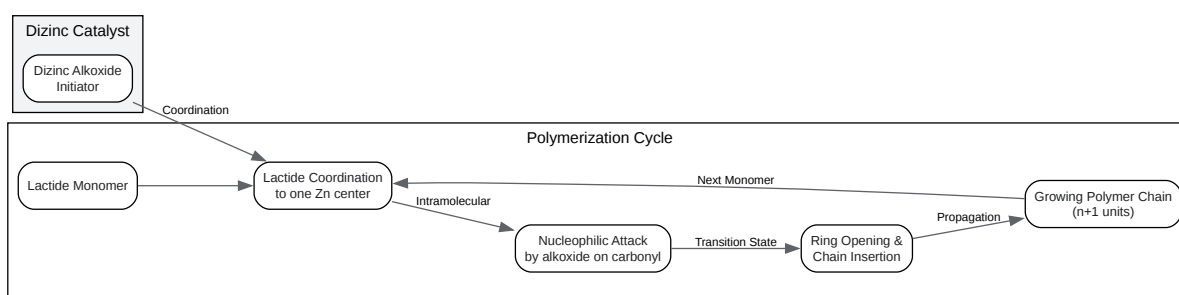 Dizinc Catalyst
Dizinc Alkoxide
Initiator
Coordination
Polymerization Cycle
Lactide Monomer
Lactide Coordination
to one Zn center
Intramolecular
Nucleophilic Attack
by alkoxide on carbonyl
Transition State
Ring Opening &
Chain Insertion
Propagation
Growing Polymer Chain
(n+1 units)
Next Monomer